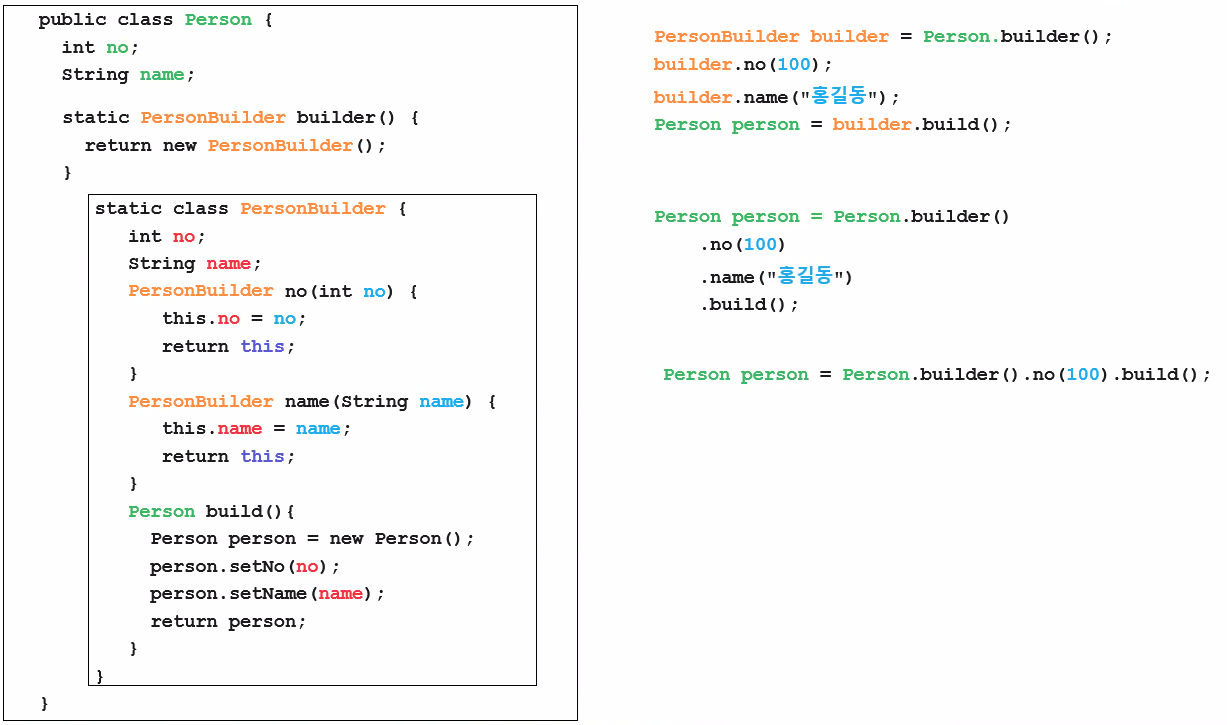 public class Person {
int no;
String name;
static PersonBuilder builder() {
return new PersonBuilder();
}
static class PersonBuilder {
int no;
String name;
PersonBuilder no(int no) {
this.no = no;
return this;
}
PersonBuilder name(String name) {
this.name = name;
return this;
}
Person build(){
Person person = new Person();
person.setNo(no);
person.setName(name);
return person;
}
}
}
PersonBuilder builder = Person.builder();
builder.no(100);
builder.name("홍길동");
Person person = builder.build();
Person person = Person.builder()
.no(100)
.name("홍길동")
.build();
Person person = Person.builder().no(100).build();